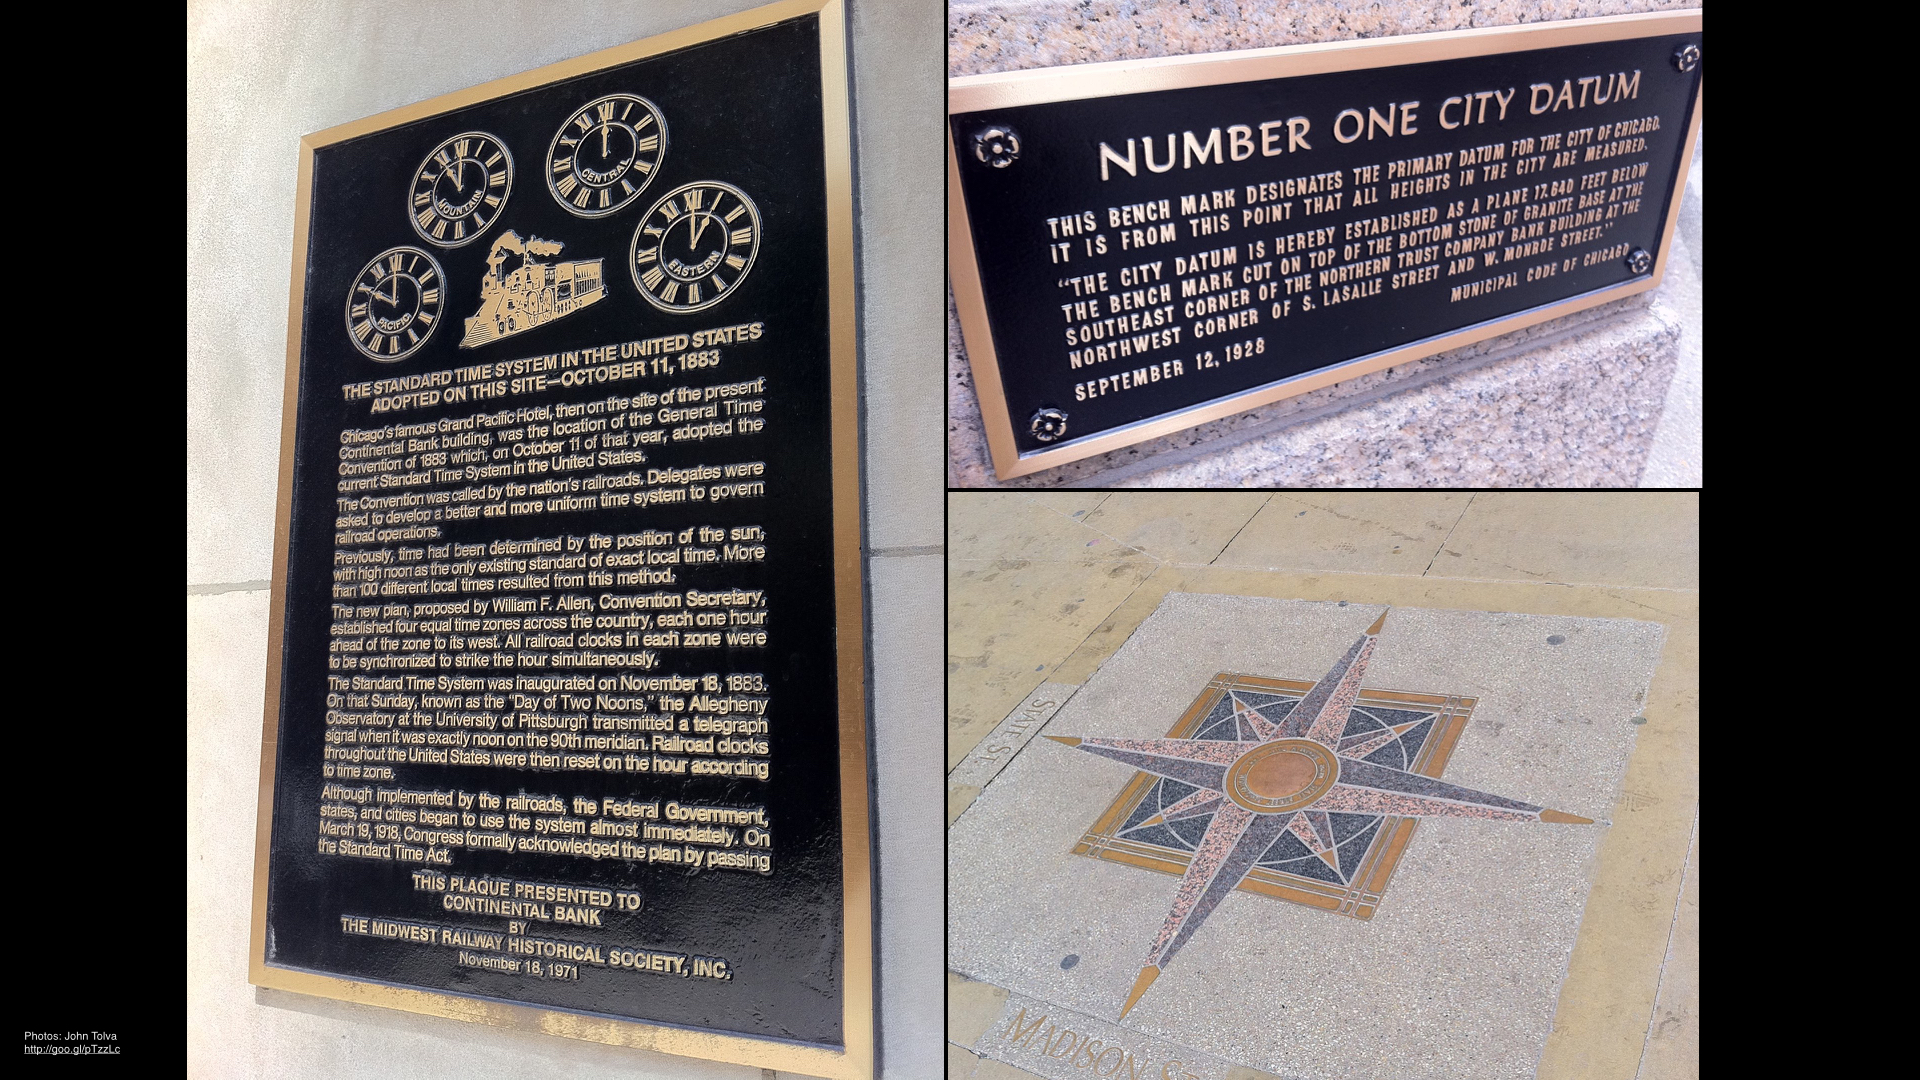 MOUNTAIN
CENTRAL
PACIFIC
EASTERN
THE STANDARD TIME SYSTEM IN THE UNITED STATES
ADOPTED ON THIS SITE—OCTOBER 11, 1883
Chicago's famous Grand Pacific Hotel, then on the site of the present
Continental Bank building, was the location of the General Time
Convention of 1883 which, on October 11 of that year, adopted the
current Standard Time System in the United States.
The Convention was called by the nation's railroads. Delegates were
asked to develop a better and more uniform time system to govern
railroad operations.
Previously, time had been determined by the position of the sun,
with high noon as the only existing standard of exact local time. More
than 100 different local times resulted from this method.
The new plan, proposed by William F. Allen, Convention Secretary,
established four equal time zones across the country, each one hour
ahead of the zone to its west. All railroad clocks in each zone were
to be synchronized to strike the hour simultaneously.
The Standard Time System was inaugurated on November 18, 1883.
On that Sunday, known as the "Day of Two Noons," the Allegheny
Observatory at the University of Pittsburgh transmitted a telegraph
signal when it was exactly noon on the 90th meridian. Railroad clocks
throughout the United States were then reset on the hour according
to time zone.
Although implemented by the railroads, the Federal Government,
states, and cities began to use the system almost immediately. On
March 19, 1918, Congress formally acknowledged the plan by passing
the Standard Time Act.
THIS PLAQUE PRESENTED TO
CONTINENTAL BANK
BY
THE MIDWEST RAILWAY HISTORICAL SOCIETY, INC.
November 18, 1971
NUMBER ONE CITY DATUM
THIS BENCH MARK DESIGNATES THE PRIMARY DATUM FOR THE CITY OF CHICAGO.
IT IS FROM THIS POINT THAT ALL HEIGHTS IN THE CITY ARE MEASURED.
"THE CITY DATUM IS HEREBY ESTABLISHED AS A PLANE 17.640 FEET BELOW
THE BENCH MARK CUT ON TOP OF THE BOTTOM STONE OF GRANITE BASE AT THE
SOUTHEAST CORNER OF THE NORTHERN TRUST COMPANY BANK BUILDING AT THE
NORTHWEST CORNER OF S. LASALLE STREET AND W. MONROE STREET."
MUNICIPAL CODE OF CHICAGO
SEPTEMBER 12, 1928
STATE ST.
MADISON ST
Photos: John Tolva
http://goo.gl/pTzzLc